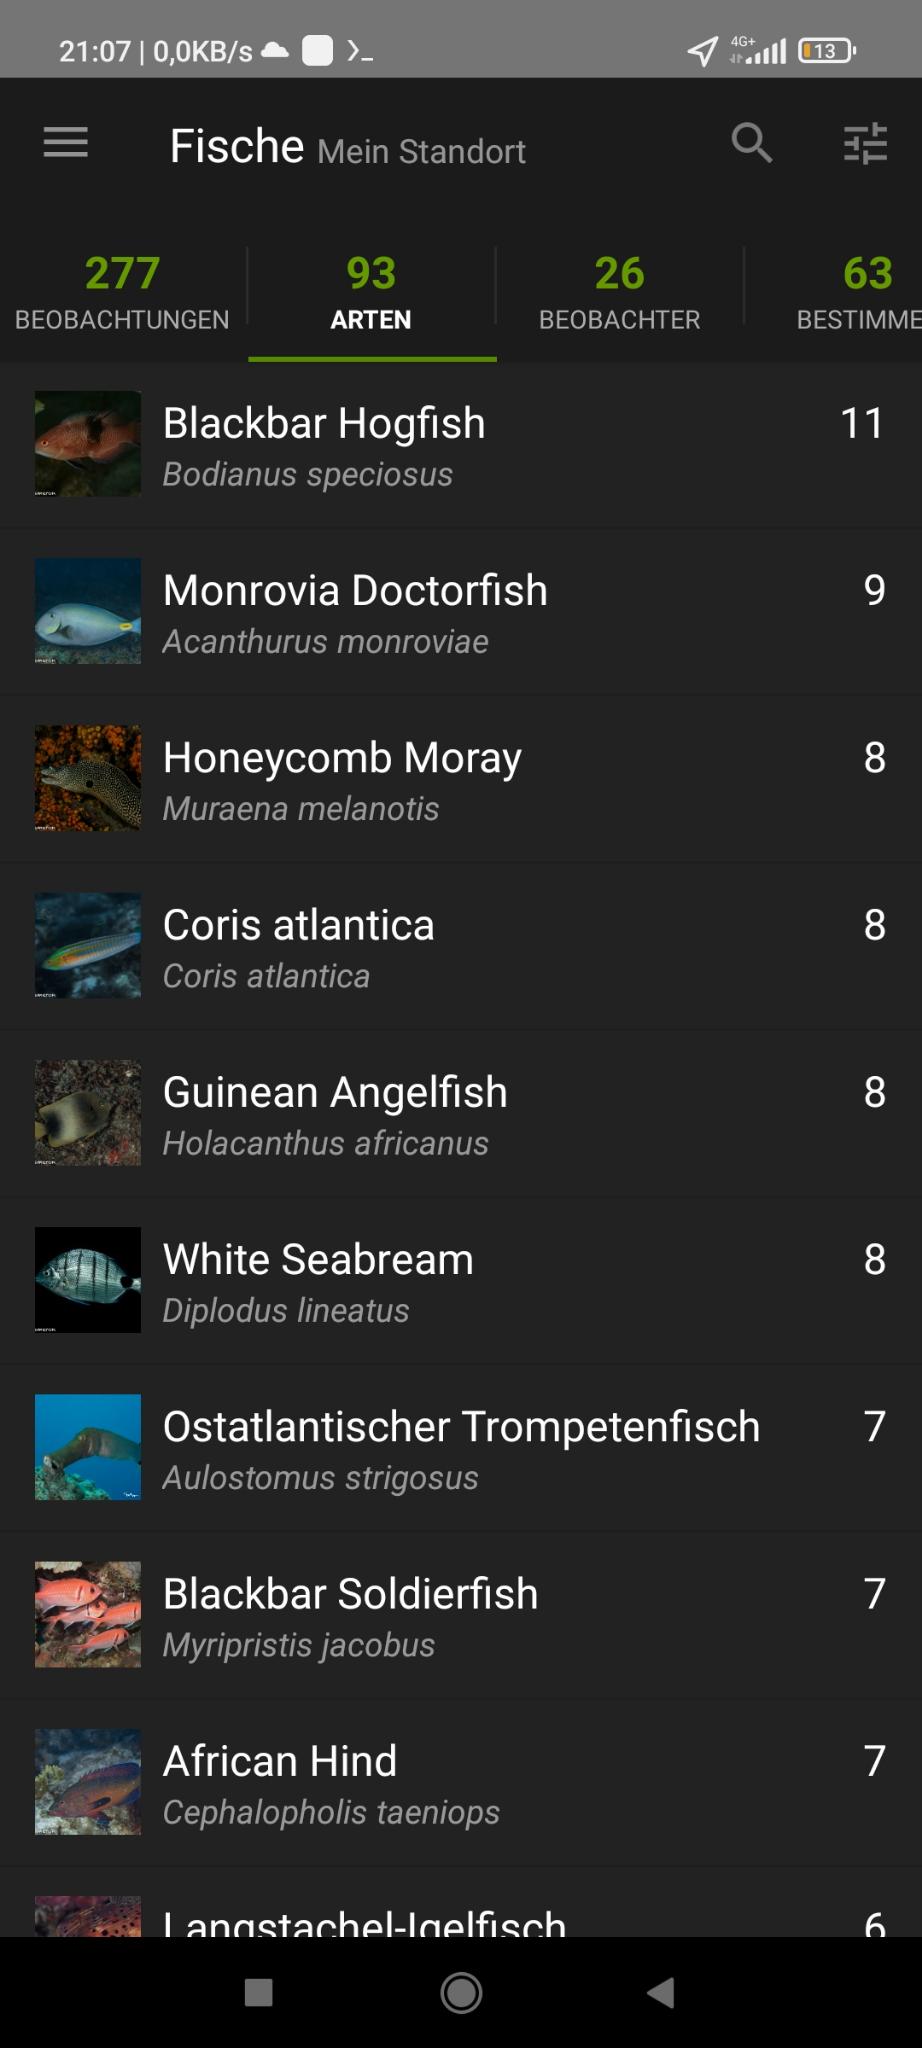 21:07 | 0,0KB/s
4G+
13
Fische Mein Standort
277
BEOBACHTUNGEN
93
ARTEN
26
BEOBACHTER
63
BESTIMME
Blackbar Hogfish
11
Bodianus speciosus
Monrovia Doctorfish
9
Acanthurus monroviae
Honeycomb Moray
8
Muraena melanotis
Coris atlantica
8
Coris atlantica
Guinean Angelfish
8
Holacanthus africanus
White Seabream
8
Diplodus lineatus
Ostatlantischer Trompetenfisch
7
Aulostomus strigosus
Blackbar Soldierfish
7
Myripristis jacobus
African Hind
7
Cephalopholis taeniops
Langstachel-Igelfisch
6